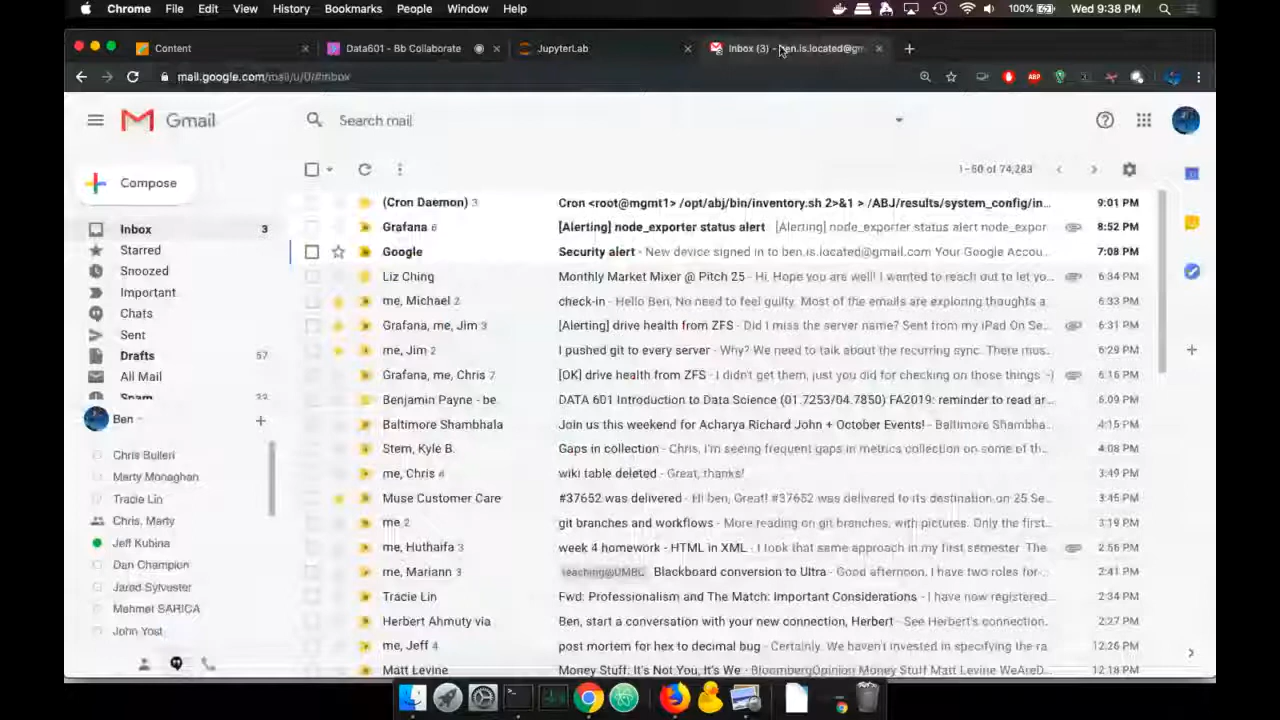 Chrome File Edit View History Bookmarks People Window Help 100% Wed 9:38 PM
Content Data601 - Bb Collaborate JupyterLab Inbox (3) - ben.is.located@gm
mail.google.com/mail/u/0/#inbox
Gmail Search mail
Compose 1-50 of 74,283
Inbox 3
Starred
Snoozed
Important
Chats
Sent
Drafts 57
All Mail
Spam
Ben
Chris Bulleri
Marty Monaghan
Tracie Lin
Chris, Marty
Jeff Kubina
Dan Champion
Jared Sylvester
Mehmet SARICA
John Yost
(Cron Daemon) 3 Cron <root@mgmt1> /opt/abj/bin/inventory.sh 2>&1 > /ABJ/results/system_config/in... 9:01 PM
Grafana 6 [Alerting] node_exporter status alert [Alerting] node_exporter status alert node_expor... 8:52 PM
Google Security alert - New device signed in to ben.is.located@gmail.com Your Google Accou... 7:08 PM
Liz Ching Monthly Market Mixer @ Pitch 25 - Hi, Hope you are well! I wanted to reach out to let yo... 6:34 PM
me, Michael 2 check-in - Hello Ben, No need to feel guilty. Most of the emails are exploring thoughts a... 6:33 PM
Grafana, me, Jim 3 [Alerting] drive health from ZFS - Did I miss the server name? Sent from my iPad On Se... 6:31 PM
me, Jim 2 I pushed git to every server - Why? We need to talk about the recurring sync. There mus... 6:29 PM
Grafana, me, Chris 7 [OK] drive health from ZFS - I didn't get them, just you did for checking on those things :-) 6:16 PM
Benjamin Payne - be. DATA 601 Introduction to Data Science (01.7253/04.7850) FA2019: reminder to read ar... 6:09 PM
Baltimore Shambhala Join us this weekend for Acharya Richard John + October Events! - Baltimore Shambha... 4:15 PM
Stem, Kyle B. Gaps in collection - Chris, I'm seeing frequent gaps in metrics collection on some of th... 4:08 PM
me, Chris 4 wiki table deleted - Great, thanks! 3:49 PM
Muse Customer Care #37652 was delivered - Hi ben, Great! #37652 was delivered to its destination on 25 Se... 3:45 PM
me 2 git branches and workflows - More reading on git branches, with pictures. Only the first... 3:19 PM
me, Huthaifa 3 week 4 homework - HTML in XML - I took that same approach in my first semester. The 2:56 PM
me, Mariann 3 teaching@UMBC Blackboard conversion to Ultra - Good afternoon, I have two roles for... 2:41 PM
Tracie Lin Fwd: Professionalism and The Match: Important Considerations - I have now registered... 2:34 PM
Herbert Ahmuty via Ben, start a conversation with your new connection, Herbert - See Herbert's connection... 2:27 PM
me, Jeff 4 post mortem for hex to decimal bug - Certainly. We haven't invested in specifying the ra 12:26 PM
Matt Levine Money Stuff: It's Not You, It's We - BloombergOpinion Money Stuff Matt Levine WeAreD... 12:18 PM